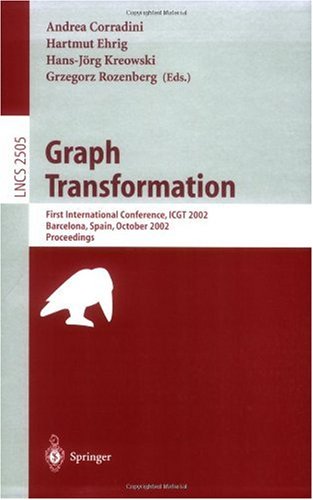 Andrea Corradini
Hartmut Ehrig
Hans-Jörg Kreowski
Grzegorz Rozenberg (Eds.)
LNCS 2505
Graph
Transformation
First International Conference, ICGT 2002
Barcelona, Spain, October 2002
Proceedings
Springer